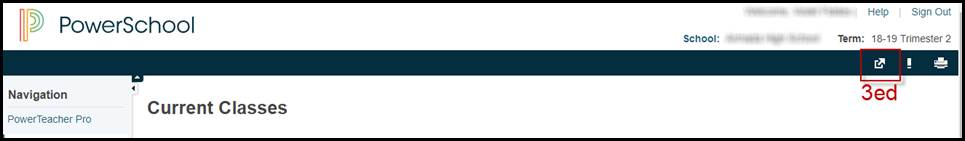 PowerSchool
Help | Sign Out
School: Term: 18-19 Trimester 2
3ed
Navigation
PowerTeacher Pro
Current Classes